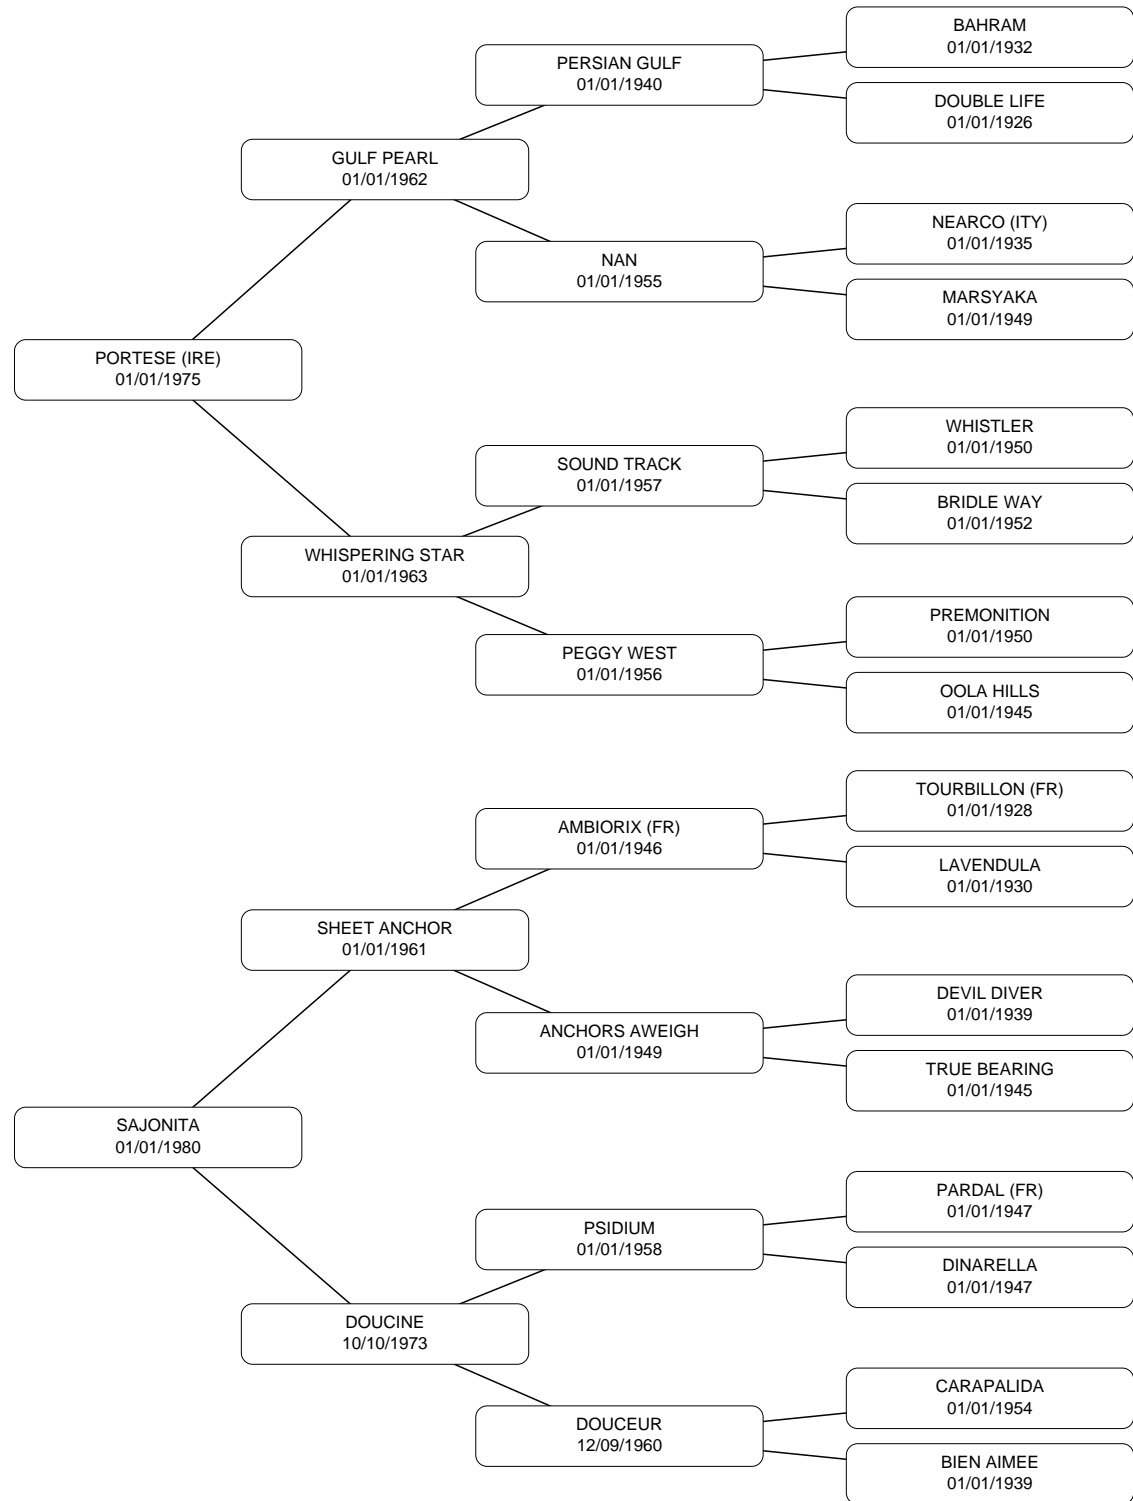 BAHRAM
01/01/1932
PERSIAN GULF
01/01/1940
DOUBLE LIFE
01/01/1926
GULF PEARL
01/01/1962
NEARCO (ITY)
01/01/1935
NAN
01/01/1955
MARSYAKA
01/01/1949
PORTESE (IRE)
01/01/1975
WHISTLER
01/01/1950
SOUND TRACK
01/01/1957
BRIDLE WAY
01/01/1952
WHISPERING STAR
01/01/1963
PREMONITION
01/01/1950
PEGGY WEST
01/01/1956
OOLA HILLS
01/01/1945
TOURBILLON (FR)
01/01/1928
AMBIORIX (FR)
01/01/1946
LAVENDULA
01/01/1930
SHEET ANCHOR
01/01/1961
DEVIL DIVER
01/01/1939
ANCHORS AWEIGH
01/01/1949
TRUE BEARING
01/01/1945
SAJONITA
01/01/1980
PARDAL (FR)
01/01/1947
PSIDIUM
01/01/1958
DINARELLA
01/01/1947
DOUCINE
10/10/1973
CARAPALIDA
01/01/1954
DOUCEUR
12/09/1960
BIEN AIMEE
01/01/1939